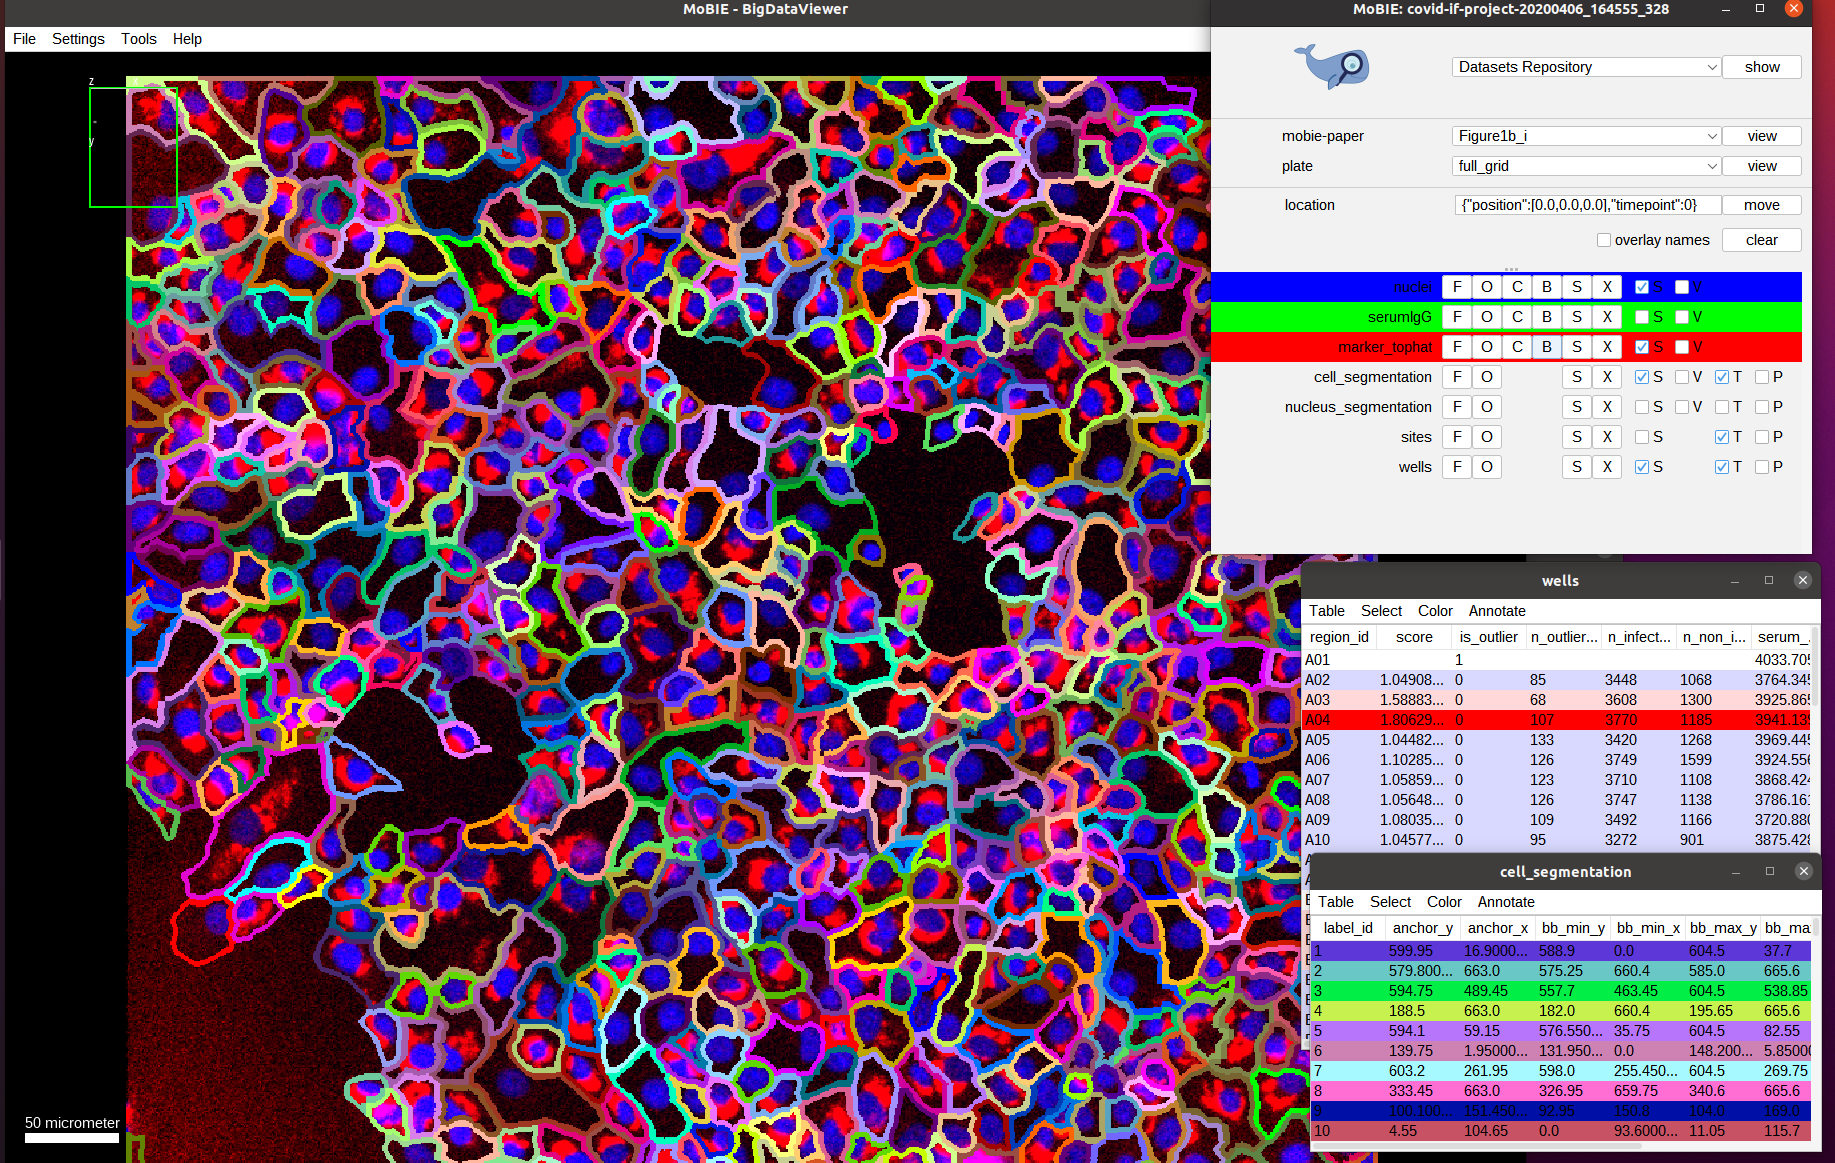 MoBIE - BigDataViewer
File Settings Tools Help
z
y
50 micrometer
MoBIE: covid-if-project-20200406_164555_328
Datasets Repository show
mobie-paper Figure1b_i view
plate full_grid view
location {"position":[0.0,0.0,0.0],"timepoint":0} move
overlay names clear
nuclei F O C B S X S V
serumIgG F O C B S X S V
marker_tophat F O C B S X S V
cell_segmentation F O S X S V T P
nucleus_segmentation F O S X S V T P
sites F O S X S T P
wells F O S X S T P
wells
Table Select Color Annotate
region_id score is_outlier n_outlier... n_infect... n_non_i... serum_
A01 1 4033.705
A02 1.04908... 0 85 3448 1068 3764.345
A03 1.58883... 0 68 3608 1300 3925.865
A04 1.80629... 0 107 3770 1185 3941.139
A05 1.04482... 0 133 3420 1268 3969.445
A06 1.10285... 0 126 3749 1599 3924.556
A07 1.05859... 0 123 3710 1108 3868.424
A08 1.05648... 0 126 3747 1138 3786.161
A09 1.08035... 0 109 3492 1166 3720.880
A10 1.04577... 0 95 3272 901 3875.428
cell_segmentation
Table Select Color Annotate
label_id anchor_y anchor_x bb_min_y bb_min_x bb_max_y bb_ma
1 599.95 16.9000... 588.9 0.0 604.5 37.7
2 579.800... 663.0 575.25 660.4 585.0 665.6
3 594.75 489.45 557.7 463.45 604.5 538.85
4 188.5 663.0 182.0 660.4 195.65 665.6
5 594.1 59.15 576.550... 35.75 604.5 82.55
6 139.75 1.95000... 131.950... 0.0 148.200... 5.85000
7 603.2 261.95 598.0 255.450... 604.5 269.75
8 333.45 663.0 326.95 659.75 340.6 665.6
9 100.100... 151.450... 92.95 150.8 104.0 169.0
10 4.55 104.65 0.0 93.6000... 11.05 115.7